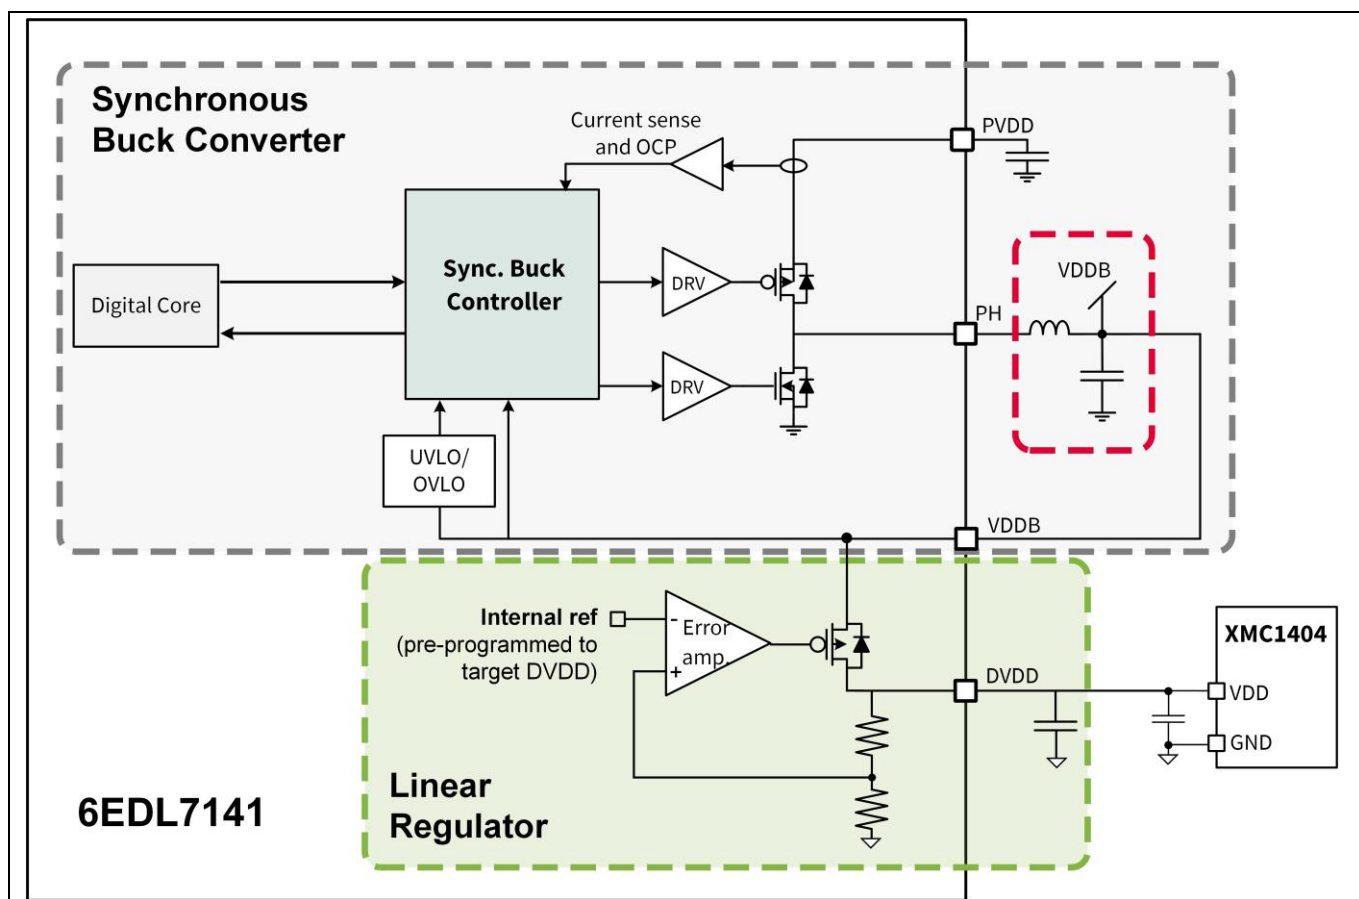 Synchronous
Buck Converter
Current sense
and OCP
PVDD
VDDB
Digital Core
Sync. Buck
Controller
DRV
PH
DRV
UVLO/
OVLO
VDDB
Internal ref
(pre-programmed to
target DVDD)
-
Error
amp.
+
DVDD
XMC1404
VDD
GND
Linear
Regulator
6EDL7141